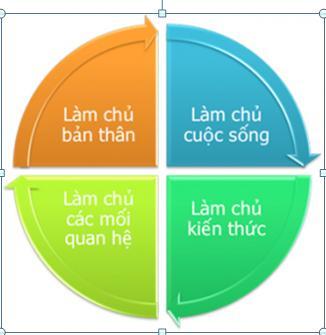 Làm chủ
bản thân
Làm chủ
cuộc sống
Làm chủ
các mối
quan hệ
Làm chủ
kiến thức